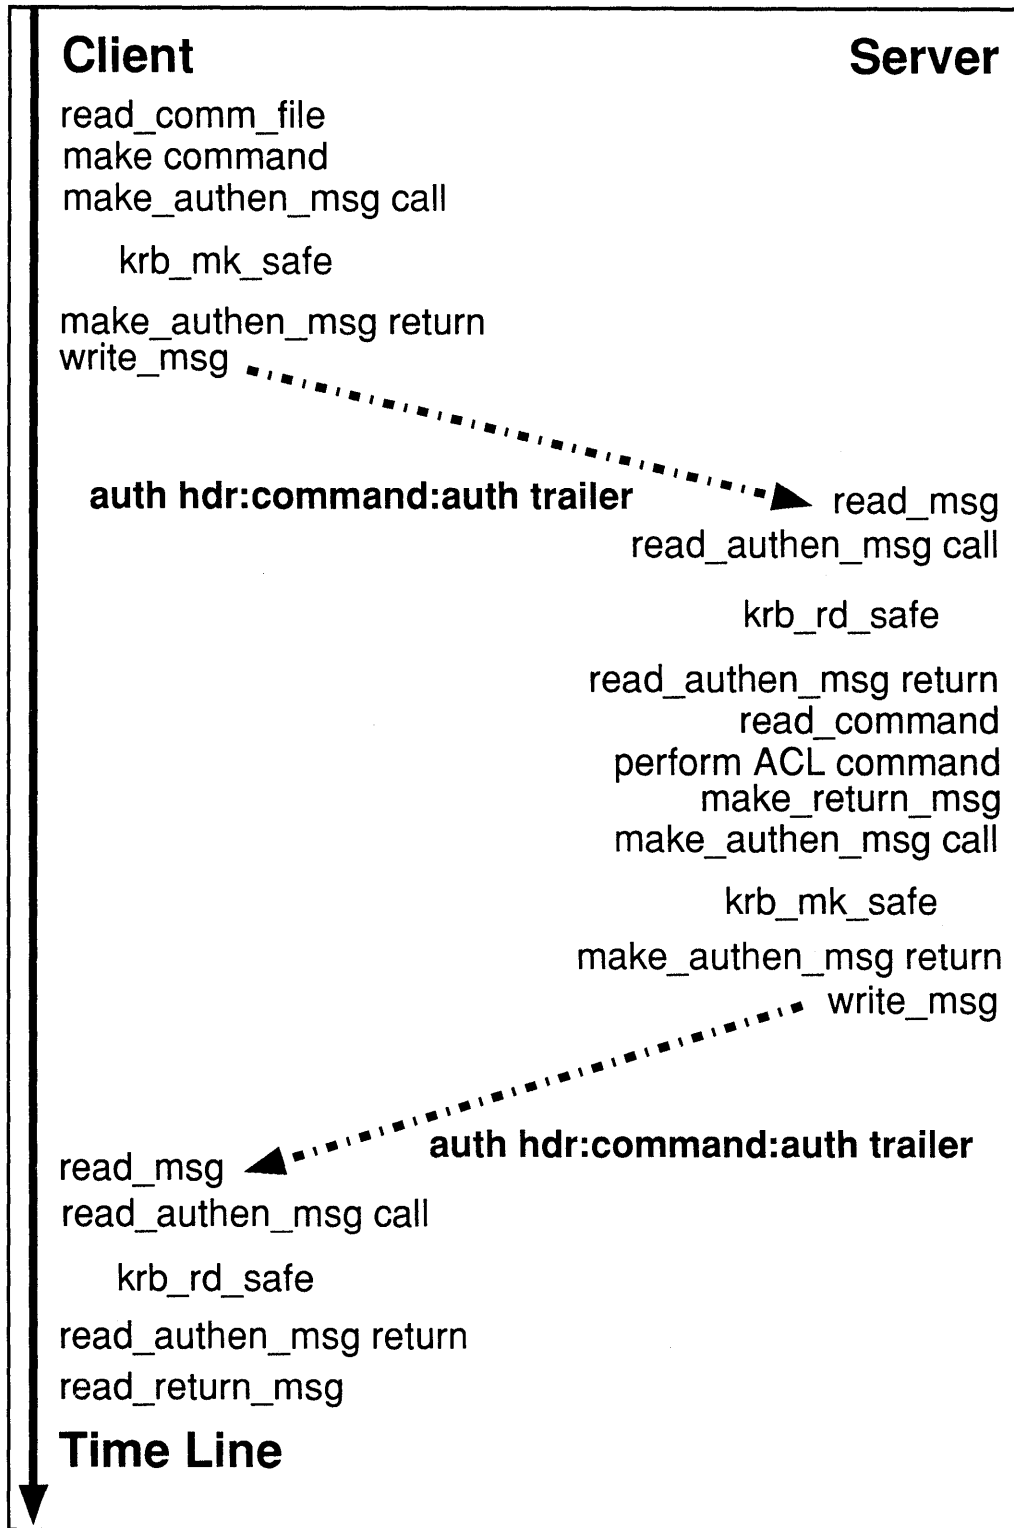 Client
Server
read_comm_file
make command
make_authen_msg call
krb_mk_safe
make_authen_msg return
write_msg
auth hdr:command:auth trailer
read_msg
read_authen_msg call
krb_rd_safe
read_authen_msg return
read_command
perform ACL command
make_return_msg
make_authen_msg call
krb_mk_safe
make_authen_msg return
write_msg
auth hdr:command:auth trailer
read_msg
read_authen_msg call
krb_rd_safe
read_authen_msg return
read_return_msg
Time Line